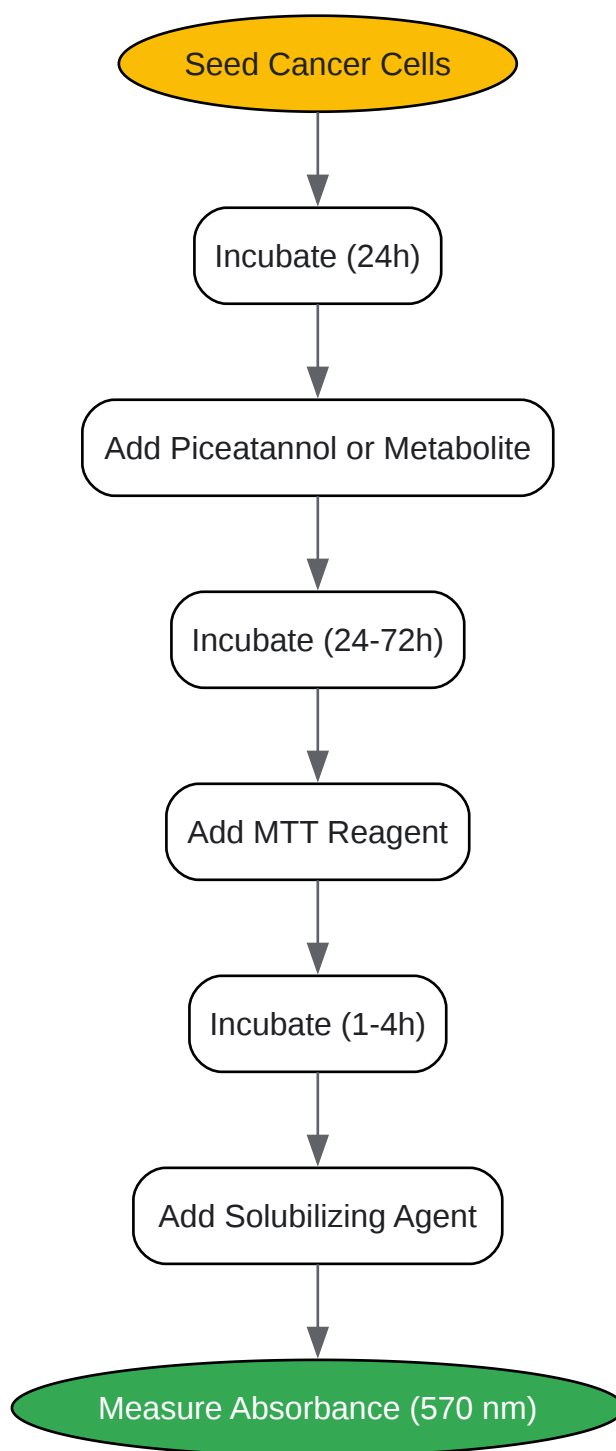 Seed Cancer Cells
Incubate (24h)
Add Piceatannol or Metabolite
Incubate (24-72h)
Add MTT Reagent
Incubate (1-4h)
Add Solubilizing Agent
Measure Absorbance (570 nm)